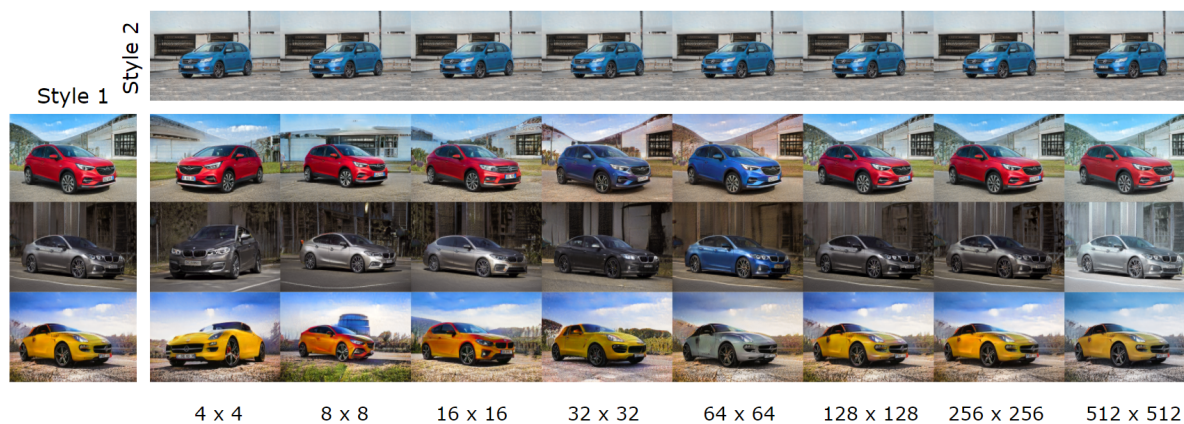 Style 2
Style 1
4 x 4
8 x 8
16 x 16
32 x 32
64 x 64
128 x 128
256 x 256
512 x 512